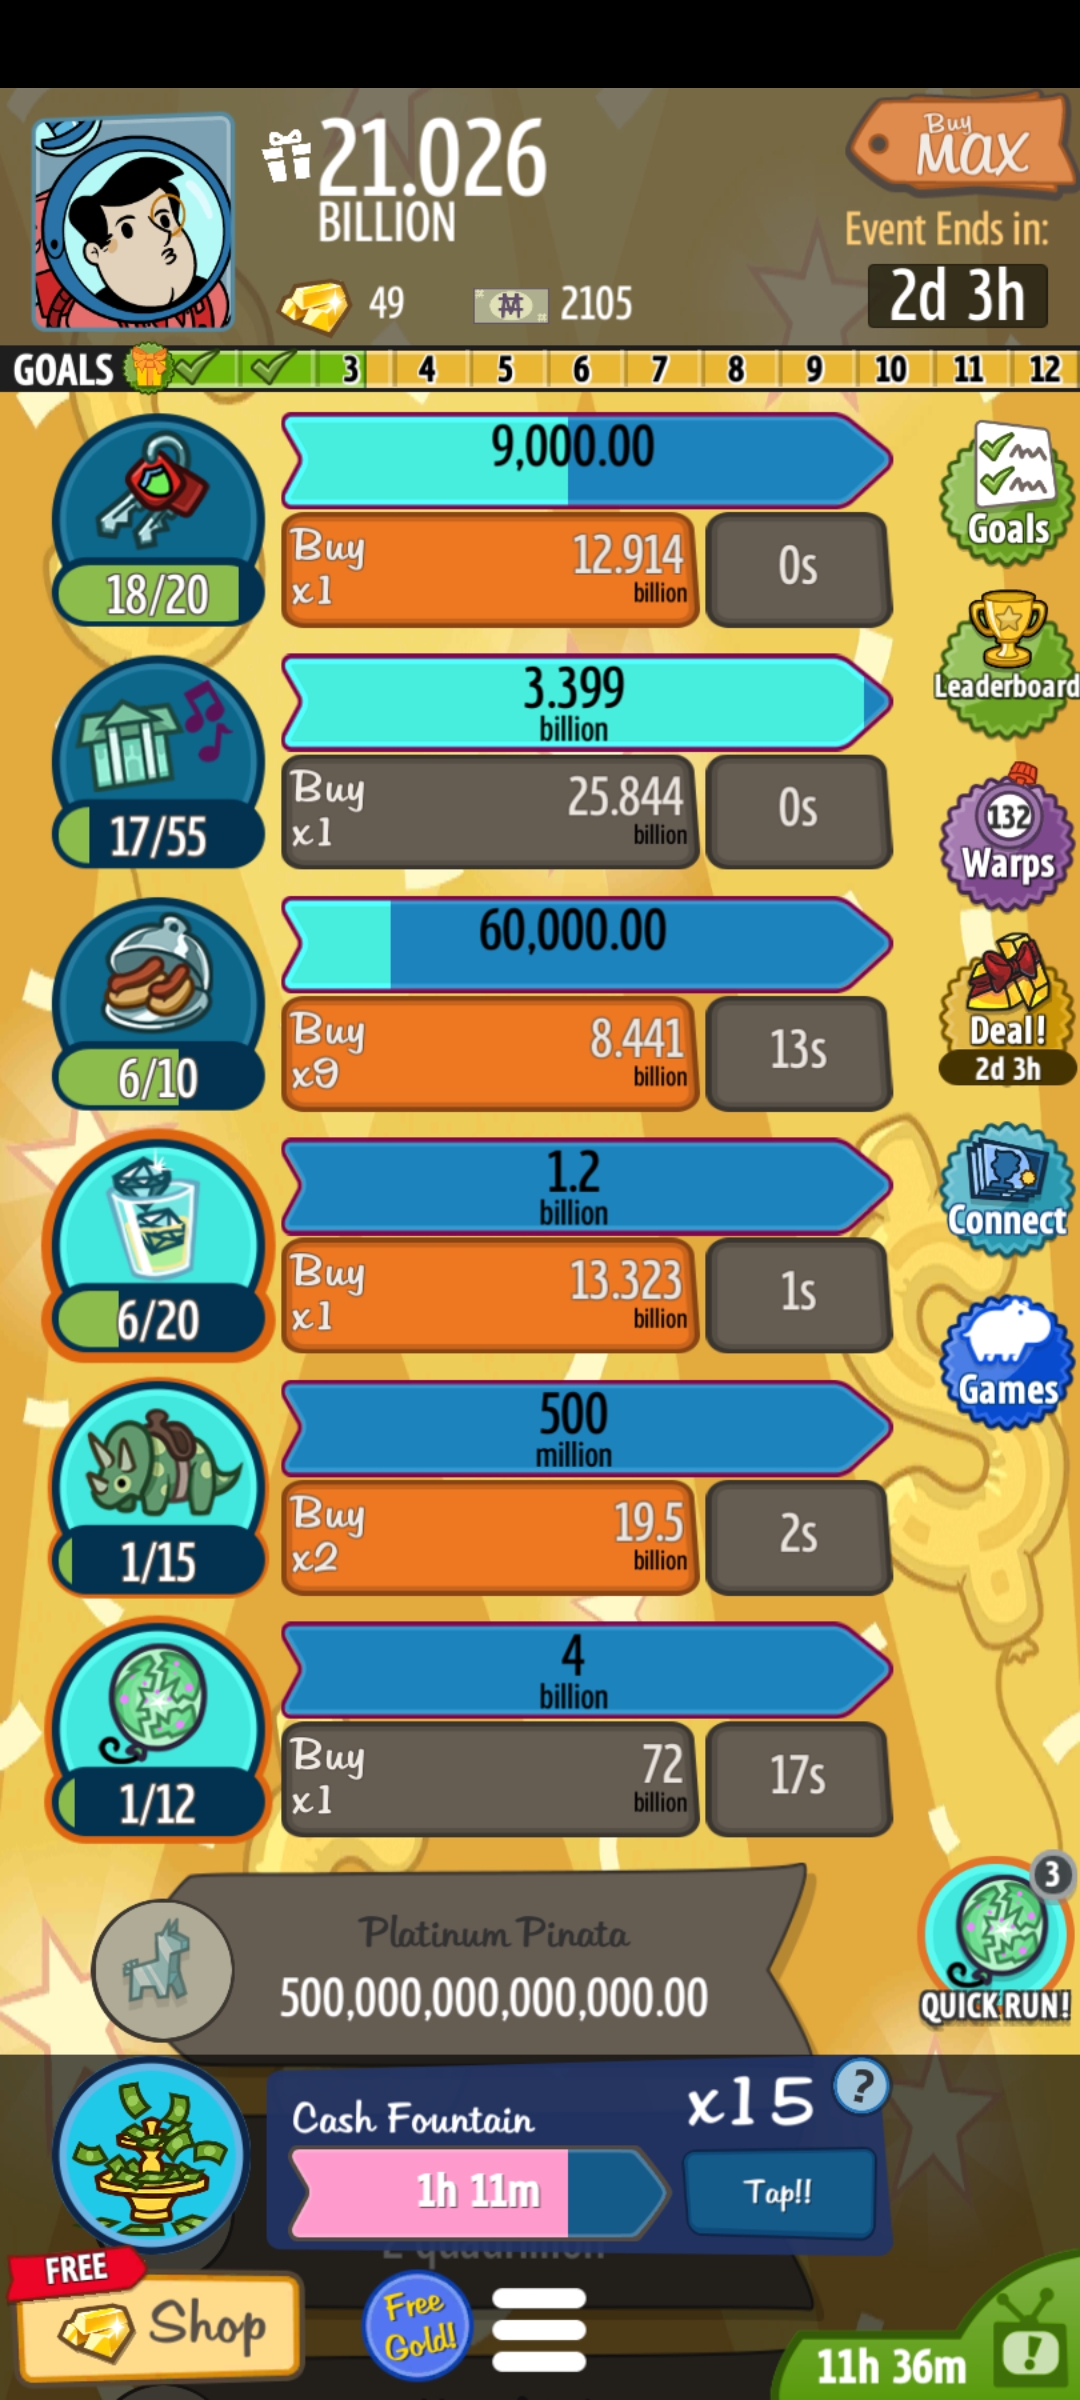 21.026
BILLION
Buy
MAX
Event Ends in:
2d 3h
49
2105
GOALS 3 4 5 6 7 8 9 10 11 12
9,000.00
Buy
x1
12.914
billion
0s
18/20
Goals
Leaderboard
3.399
billion
Buy
x1
25.844
billion
0s
17/55
132
Warps
60,000.00
Buy
x9
8.441
billion
13s
6/10
Deal!
2d 3h
1.2
billion
Buy
x1
13.323
billion
1s
6/20
Connect
500
million
Buy
x2
19.5
billion
2s
1/15
Games
4
billion
Buy
x1
72
billion
17s
1/12
Platinum Pinata
500,000,000,000,000.00
3
QUICK RUN!
Cash Fountain
x15
?
1h 11m
Tap!!
2 quadrillion
FREE
Shop
Free
Gold!
11h 36m
!